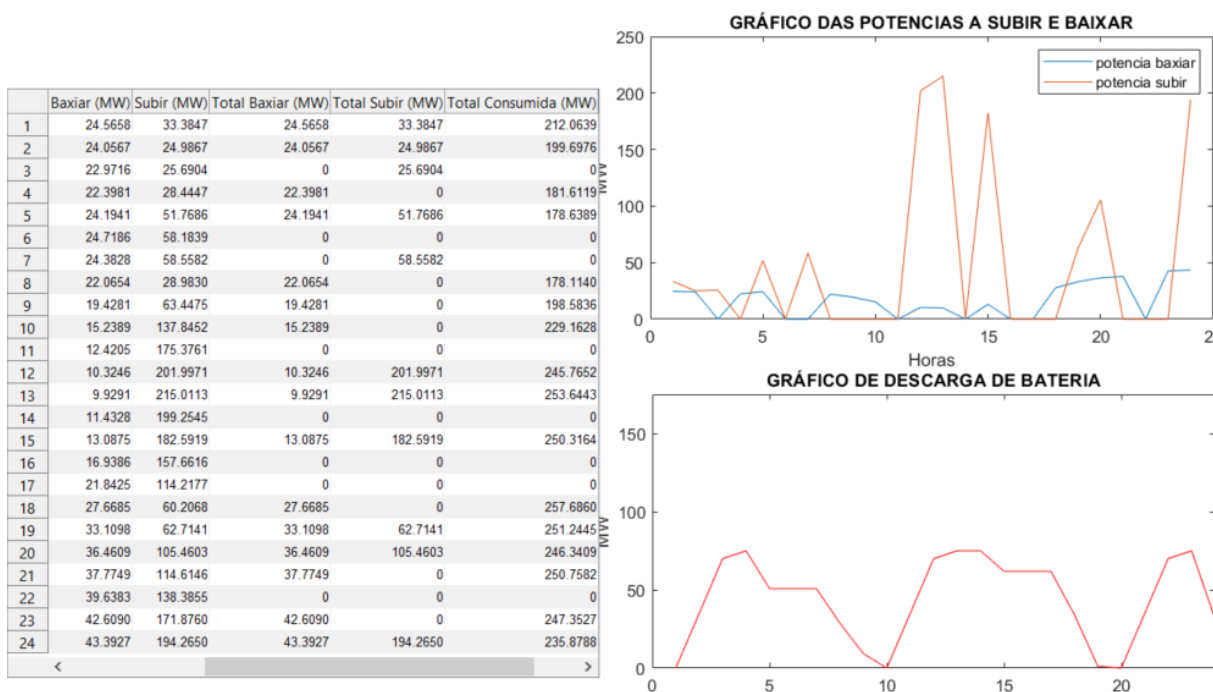 Baxiar (MW) Subir (MW) Total Baxiar (MW) Total Subir (MW) Total Consumida (MW)
1 24.5658 33.3847 24.5658 33.3847 212.0639
2 24.0567 24.9867 24.0567 24.9867 199.6976
3 22.9716 25.6904 0 25.6904 0
4 22.3981 28.4447 22.3981 0 181.6119
5 24.1941 51.7686 24.1941 51.7686 178.6389
6 24.7186 58.1839 0 0 0
7 24.3828 58.5582 0 58.5582 0
8 22.0654 28.9830 22.0654 0 178.1140
9 19.4281 63.4475 19.4281 0 198.5836
10 15.2389 137.8452 15.2389 0 229.1628
11 12.4205 175.3761 0 0 0
12 10.3246 201.9971 10.3246 201.9971 245.7652
13 9.9291 215.0113 9.9291 215.0113 253.6443
14 11.4328 199.2545 0 0 0
15 13.0875 182.5919 13.0875 182.5919 250.3164
16 16.9386 157.6616 0 0 0
17 21.8425 114.2177 0 0 0
18 27.6685 60.2068 27.6685 0 257.6860
19 33.1098 62.7141 33.1098 62.7141 251.2445
20 36.4609 105.4603 36.4609 105.4603 246.3409
21 37.7749 114.6146 37.7749 0 250.7582
22 39.6383 138.3855 0 0 0
23 42.6090 171.8760 42.6090 0 247.3527
24 43.3927 194.2650 43.3927 194.2650 235.8788
GRÁFICO DAS POTENCIAS A SUBIR E BAIXAR
250
potencia baxiar
potencia subir
200
150
MW
100
50
0
0 5 10 15 20
Horas
GRÁFICO DE DESCARGA DE BATERIA
150
100
MW
50
0
0 5 10 15 20